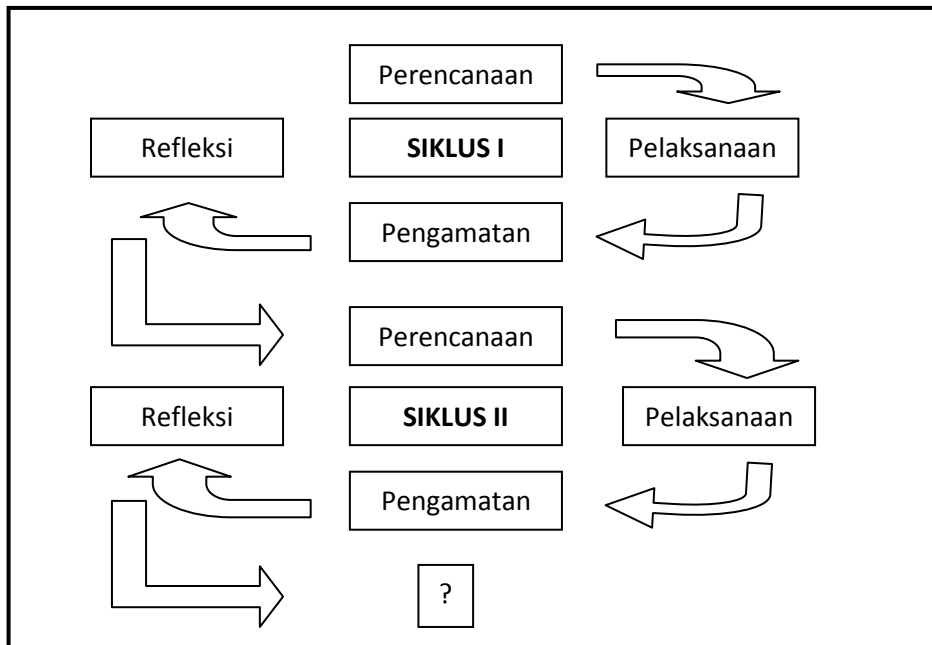 Perencanaan
Refleksi
SIKLUS I
Pelaksanaan
Pengamatan
Perencanaan
Refleksi
SIKLUS II
Pelaksanaan
Pengamatan
?